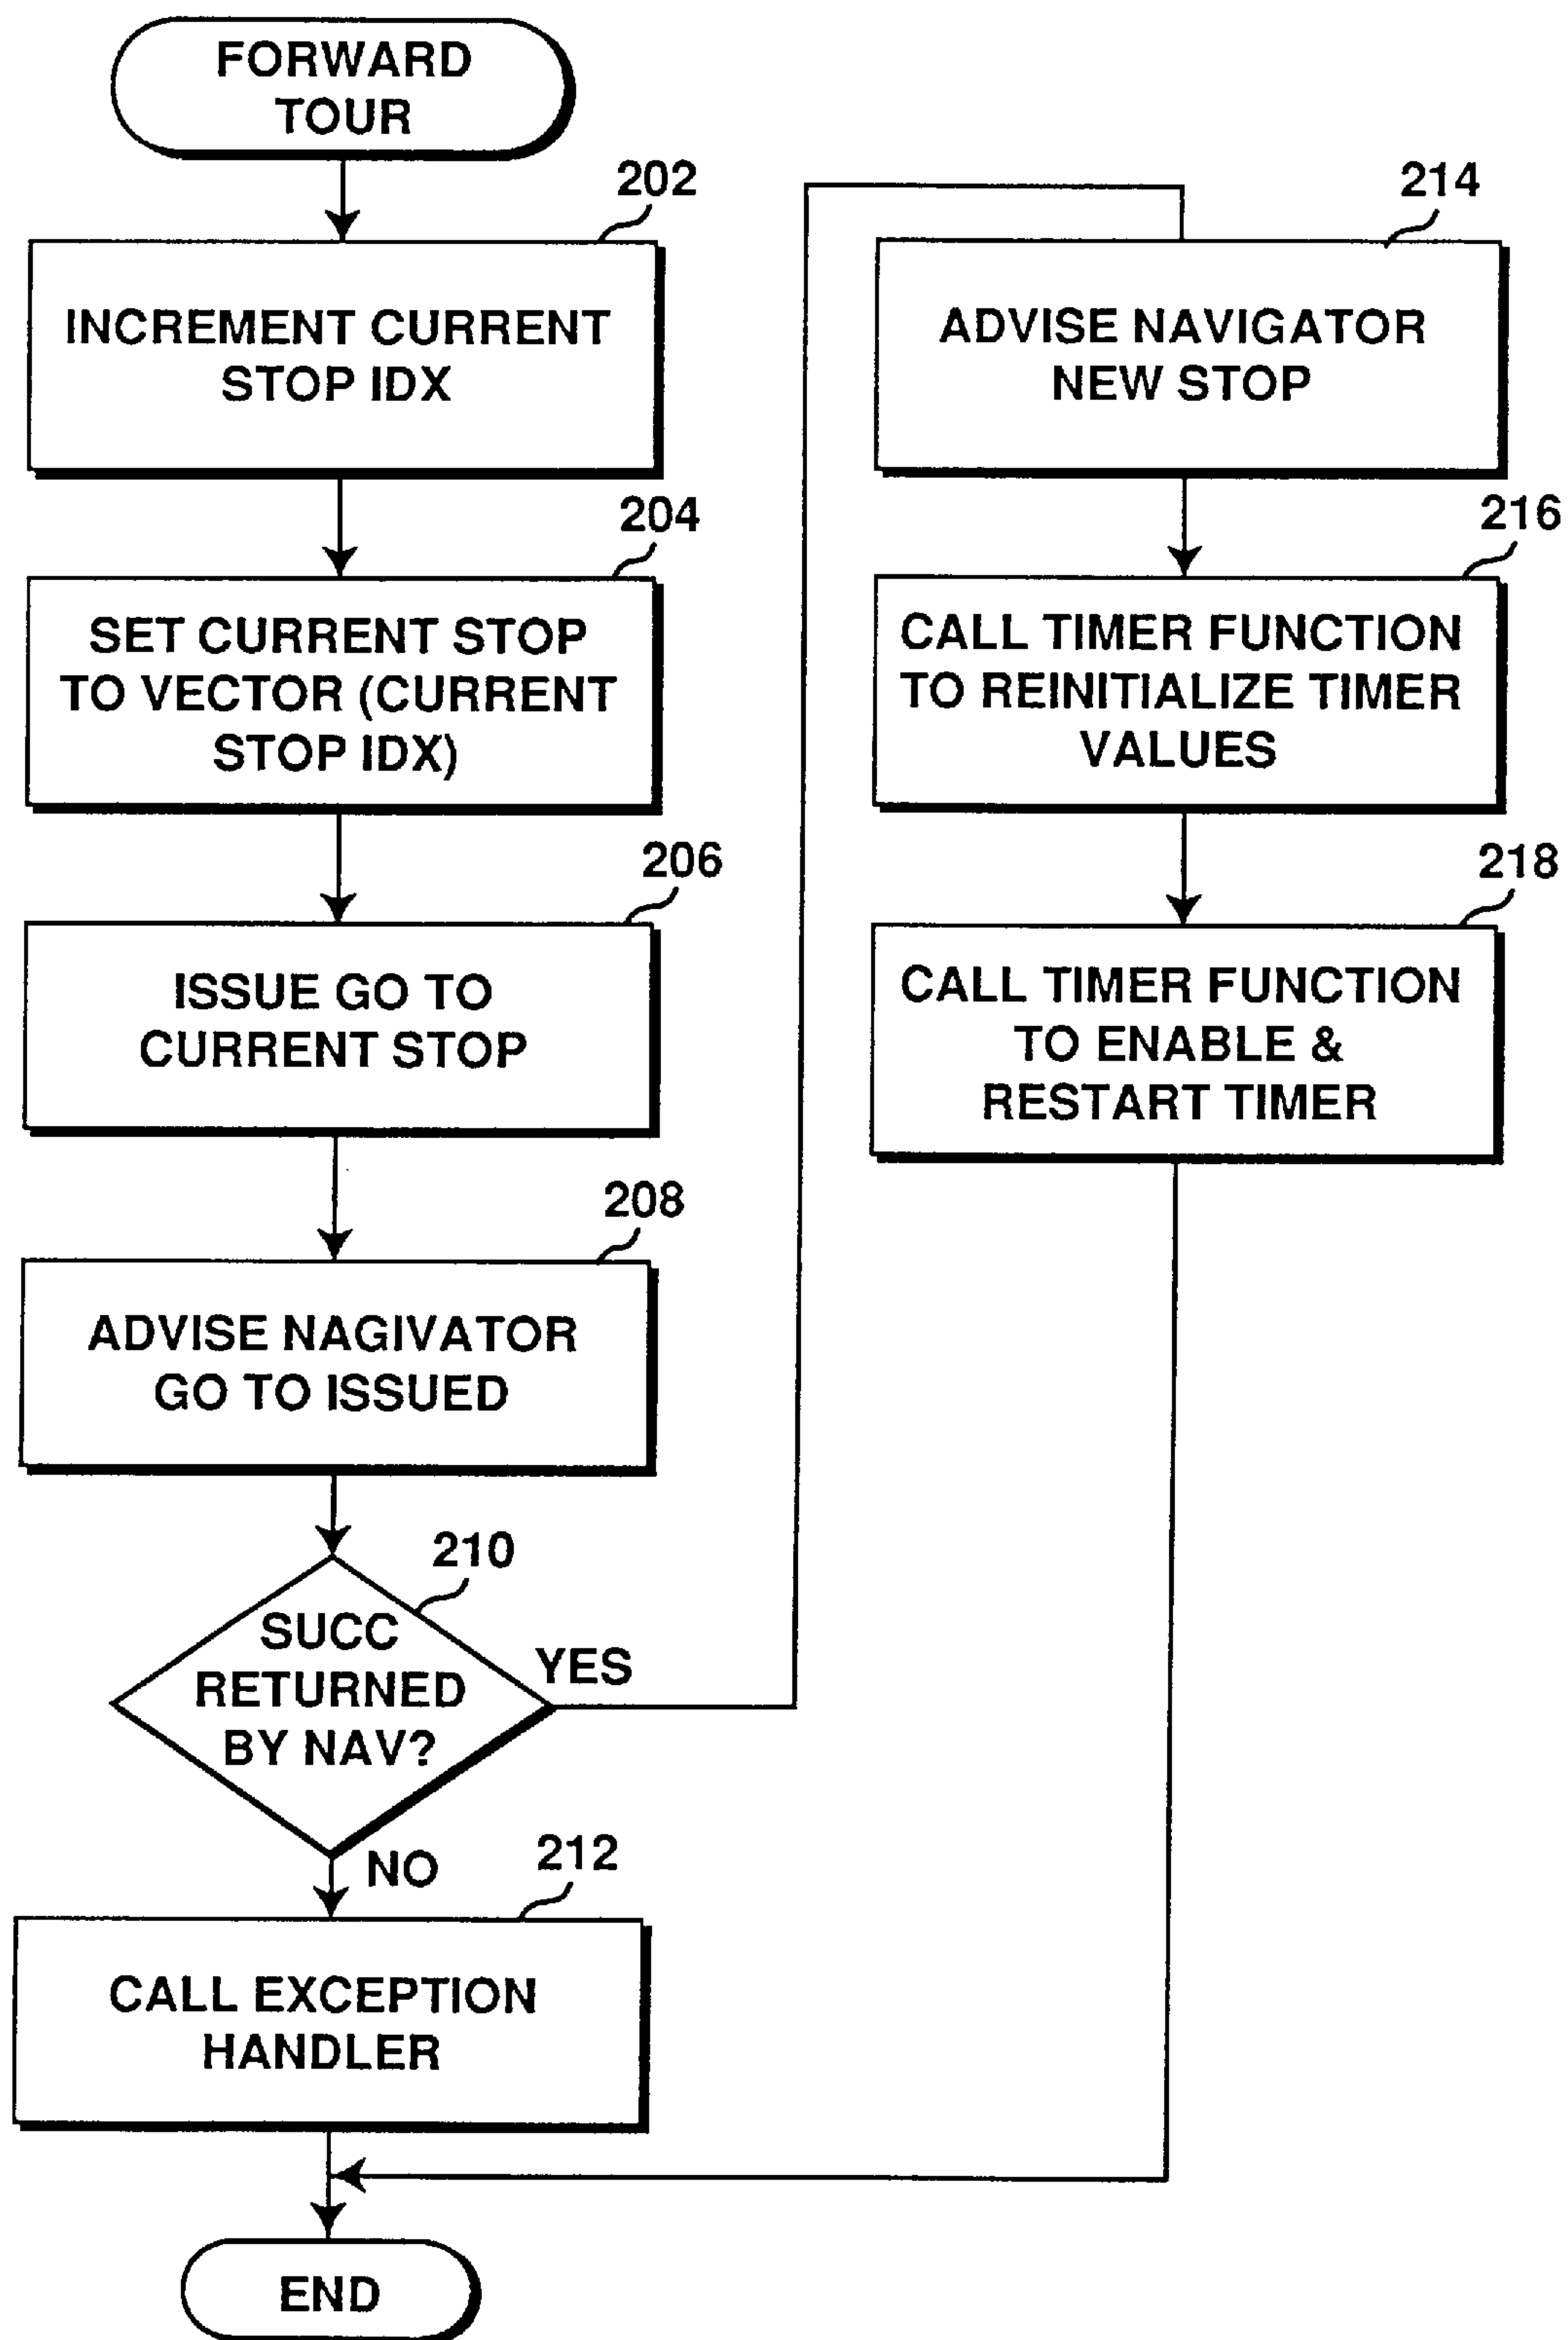 FORWARD
TOUR
202
INCREMENT CURRENT
STOP IDX
204
SET CURRENT STOP
TO VECTOR (CURRENT
STOP IDX)
206
ISSUE GO TO
CURRENT STOP
208
ADVISE NAGIVATOR
GO TO ISSUED
210
SUCC
RETURNED
BY NAV?
YES
NO
212
CALL EXCEPTION
HANDLER
214
ADVISE NAVIGATOR
NEW STOP
216
CALL TIMER FUNCTION
TO REINITIALIZE TIMER
VALUES
218
CALL TIMER FUNCTION
TO ENABLE &
RESTART TIMER
END